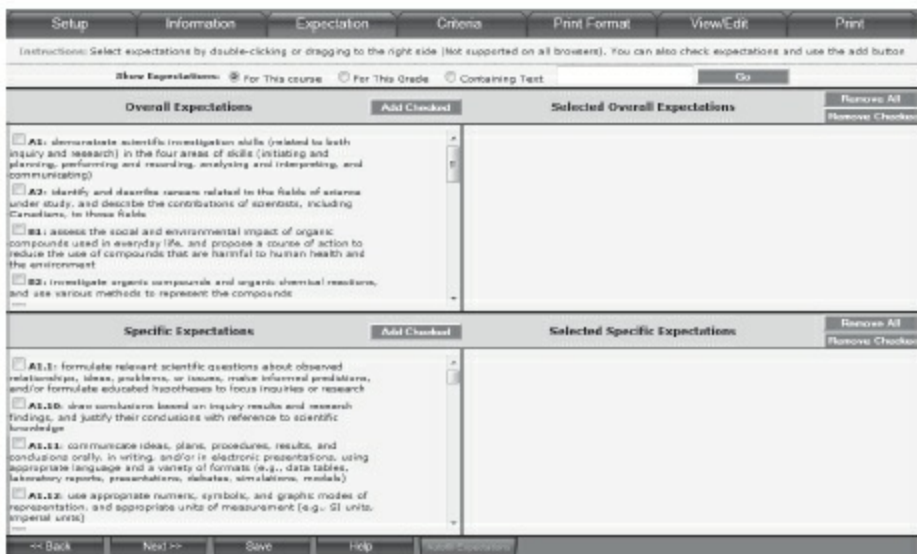 Setup Information Expectation Criteria Print Format View/Edit Print
Instructions: Select expectations by double-clicking or dragging to the right side (Not supported on all browsers). You can also check expectations and use the add button
Show Expectations: For This course For This Grade Containing Text Go
Overall Expectations Add Checked Selected Overall Expectations Remove All
Remove Checked
A1: demonstrate scientific investigation skills (related to both
inquiry and research) in the four areas of skills (initiating and
planning, performing and recording, analysing and interpreting, and
communicating)
A2: identify and describe careers related to the fields of science
under study, and describe the contributions of scientists, including
Canadians, to those fields
B1: assess the social and environmental impact of organic
compounds used in everyday life, and propose a course of action to
reduce the use of compounds that are harmful to human health and
the environment
B2: investigate organic compounds and organic chemical reactions,
and use various methods to represent the compounds
Specific Expectations Add Checked Selected Specific Expectations Remove All
Remove Checked
A1.1: formulate relevant scientific questions about observed
relationships, ideas, problems, or issues, make informed predictions,
and/or formulate educated hypotheses to focus inquiries or research
A1.10: draw conclusions based on inquiry results and research
findings, and justify their conclusions with reference to scientific
knowledge
A1.11: communicate ideas, plans, procedures, results, and
conclusions orally, in writing, and/or in electronic presentations, using
appropriate language and a variety of formats (e.g., data tables,
laboratory reports, presentations, debates, simulations, models)
A1.12: use appropriate numeric, symbolic, and graphic modes of
representation, and appropriate units of measurement (e.g., SI units,
imperial units)
<< Back Next >> Save Help